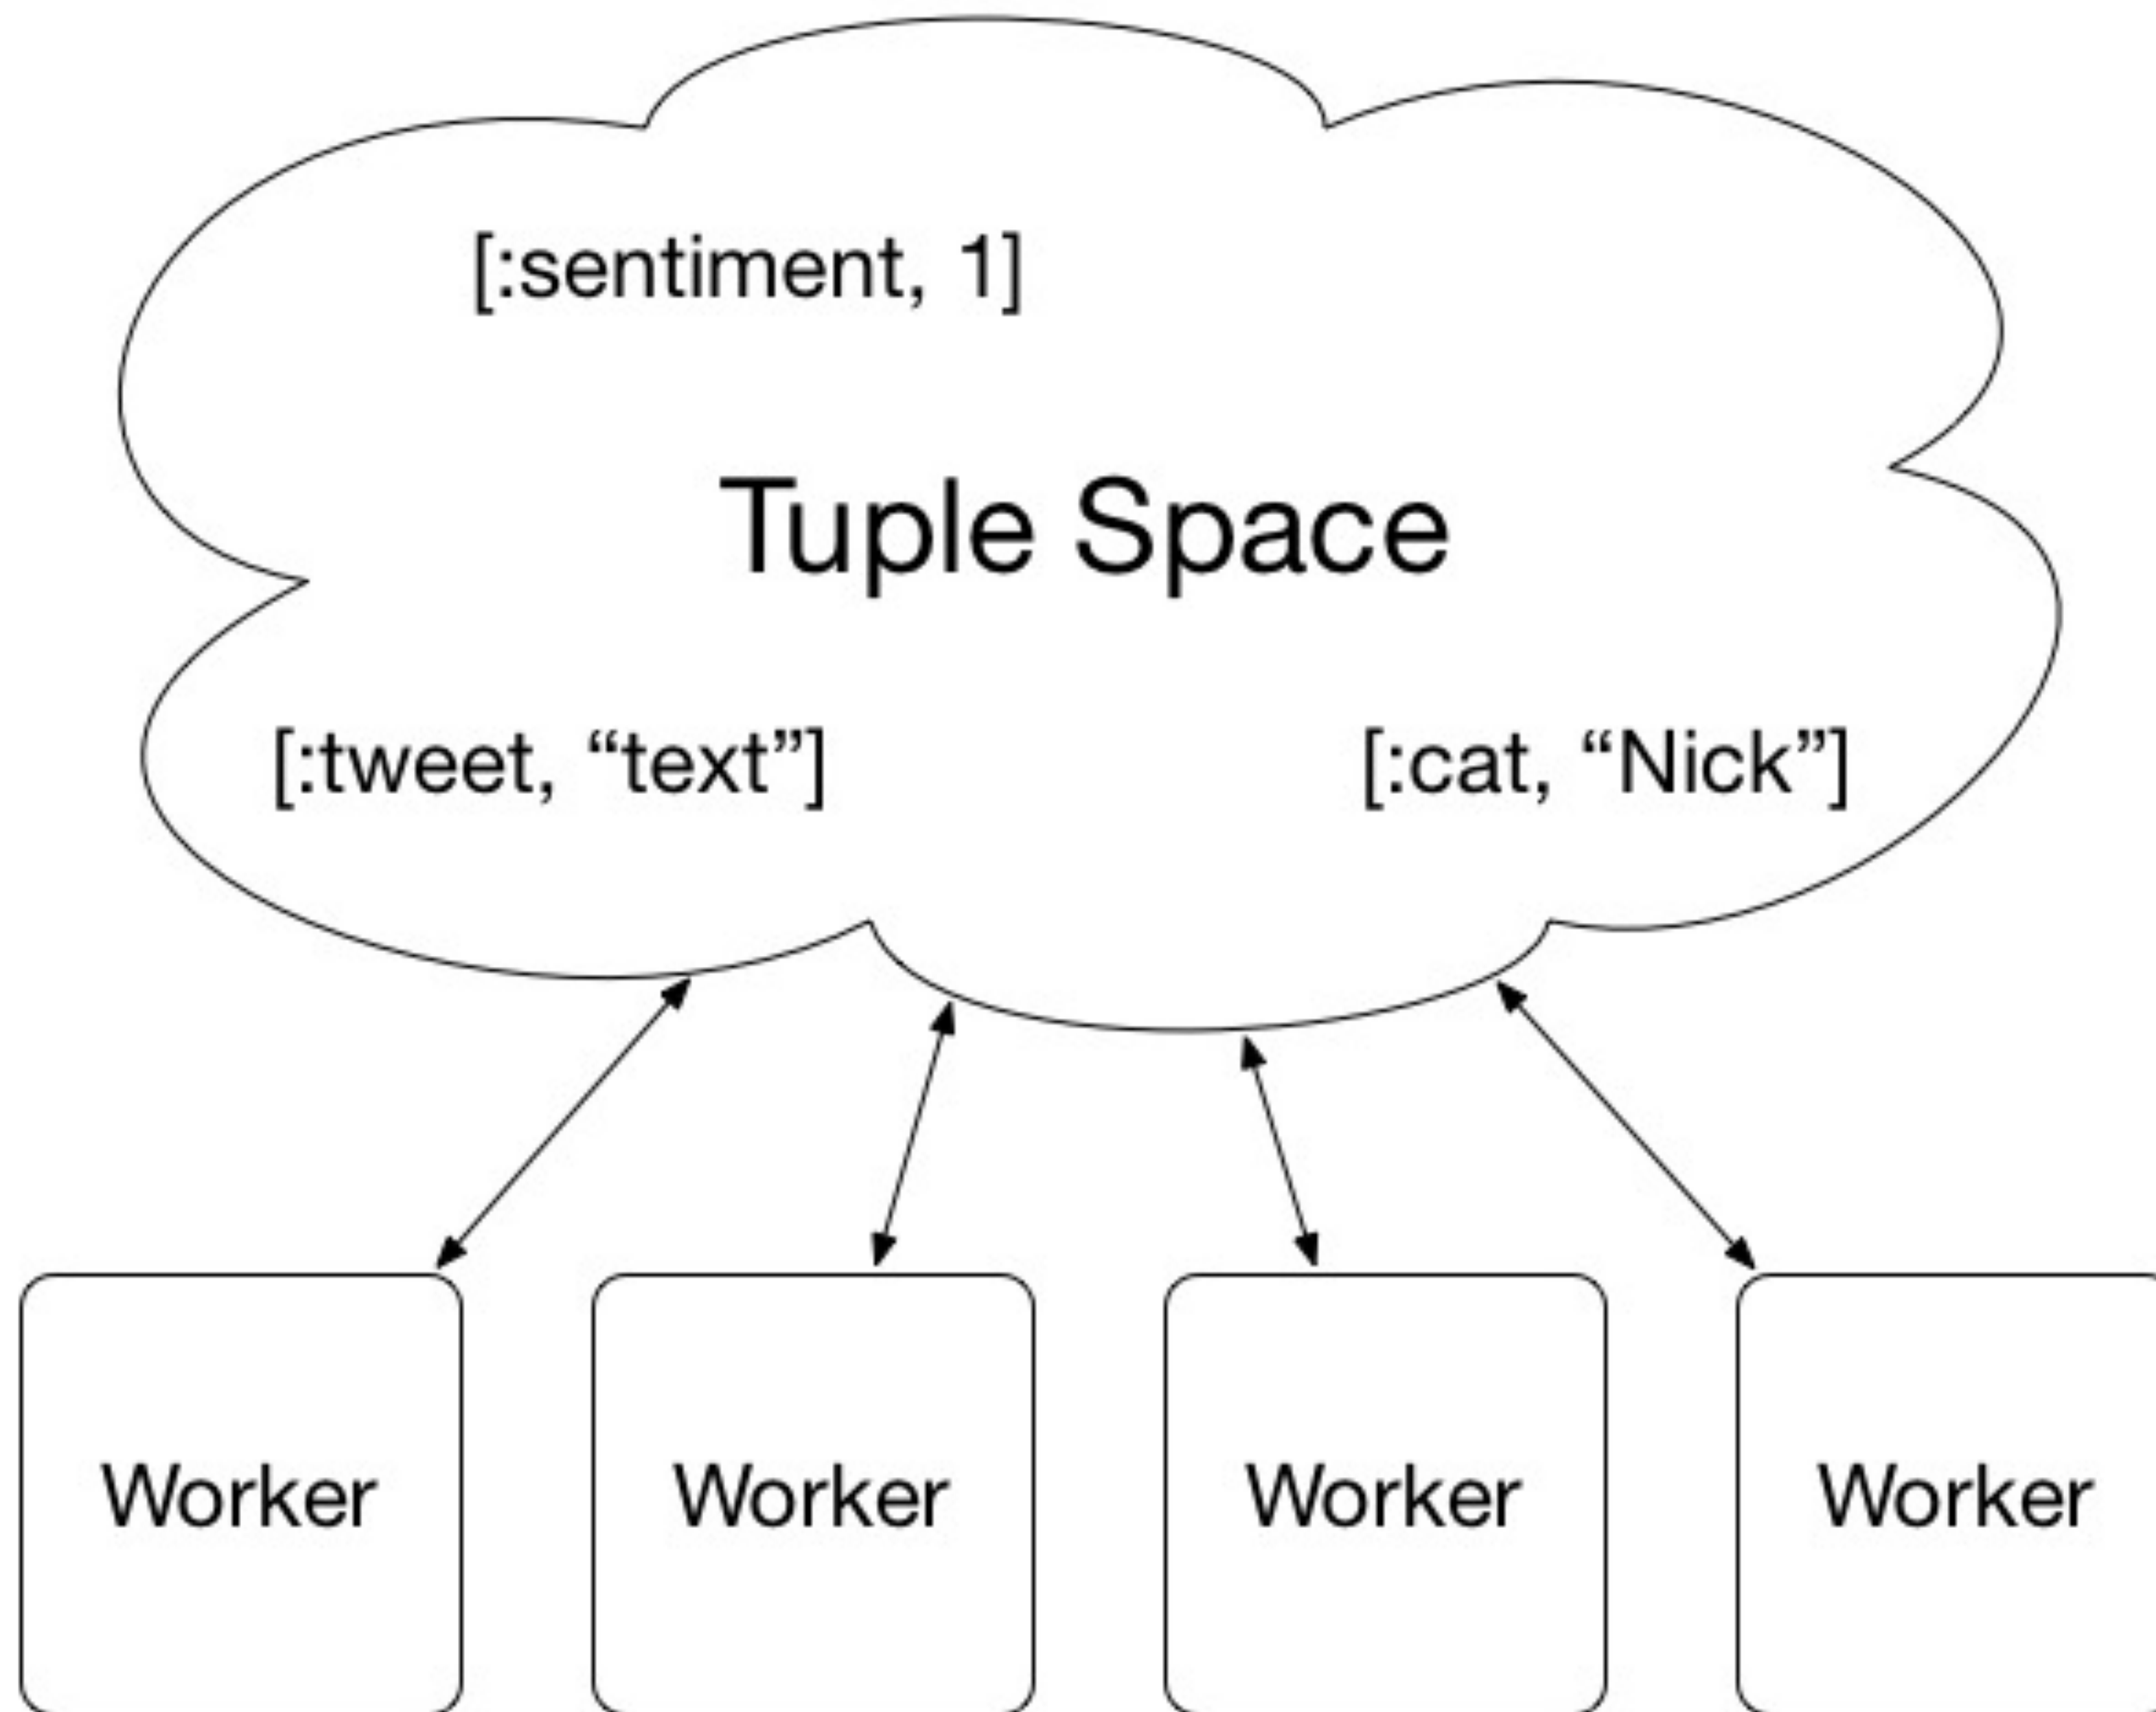 [:sentiment, 1]
Tuple Space
[:tweet, “text”]
[:cat, “Nick”]
Worker
Worker
Worker
Worker